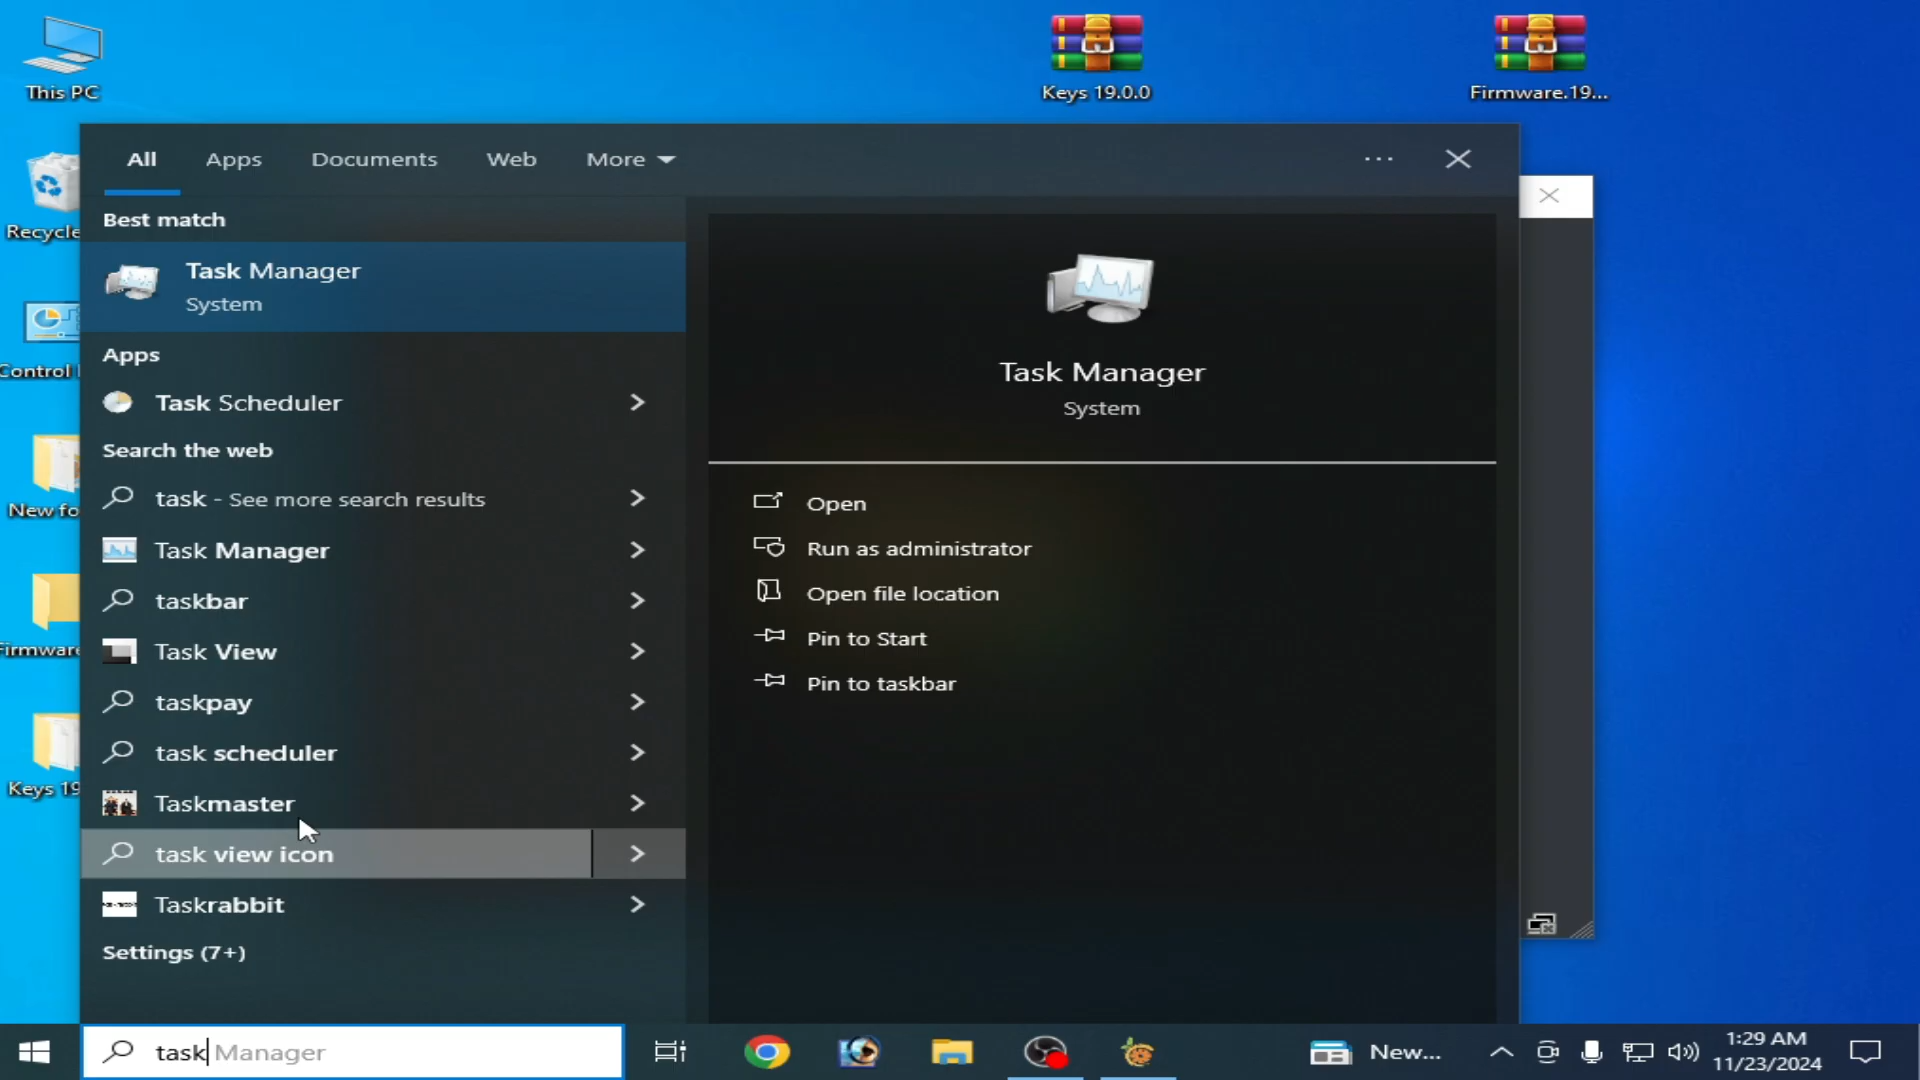 This PC
Keys 19.0.0
Firmware.19...
All
Apps
Documents
Web
More
Best match
Task Manager
System
Apps
Task Scheduler
Search the web
task - See more search results
Task Manager
taskbar
Task View
taskpay
task scheduler
Taskmaster
task view icon
Taskrabbit
Settings (7+)
Task Manager
System
Open
Run as administrator
Open file location
Pin to Start
Pin to taskbar
Recycle
Control
New fo
Firmware
Keys 19
task Manager
New...
1:29 AM
11/23/2024